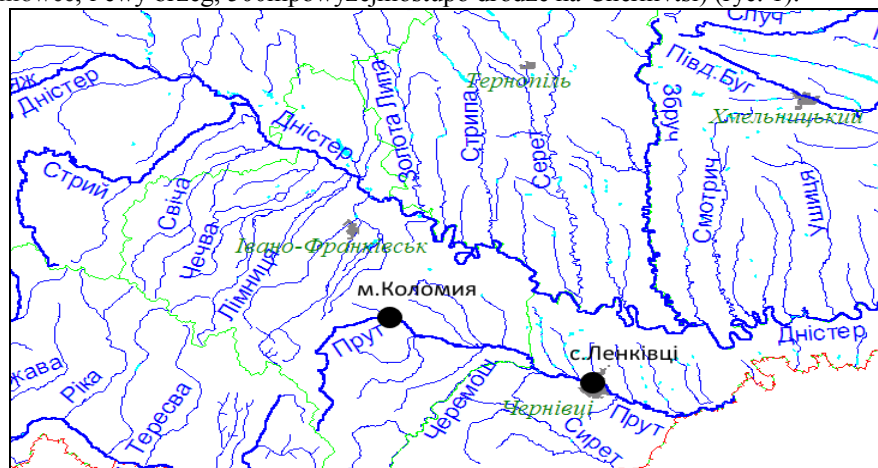 Случ
Півд. Буг
Тернопіль
Хмельницький
Дністер
Дністер
Золота Липа
Стрипа
Серет
Збруч
Стрий
Свіча
Смотрич
Ушиця
Чечва
Івано-Франківськ
Лімниця
м.Коломия
Прут
Дністер
с.Ленківці
Ріка
Черемош
Чернівці
Прут
Тересва
Сирет